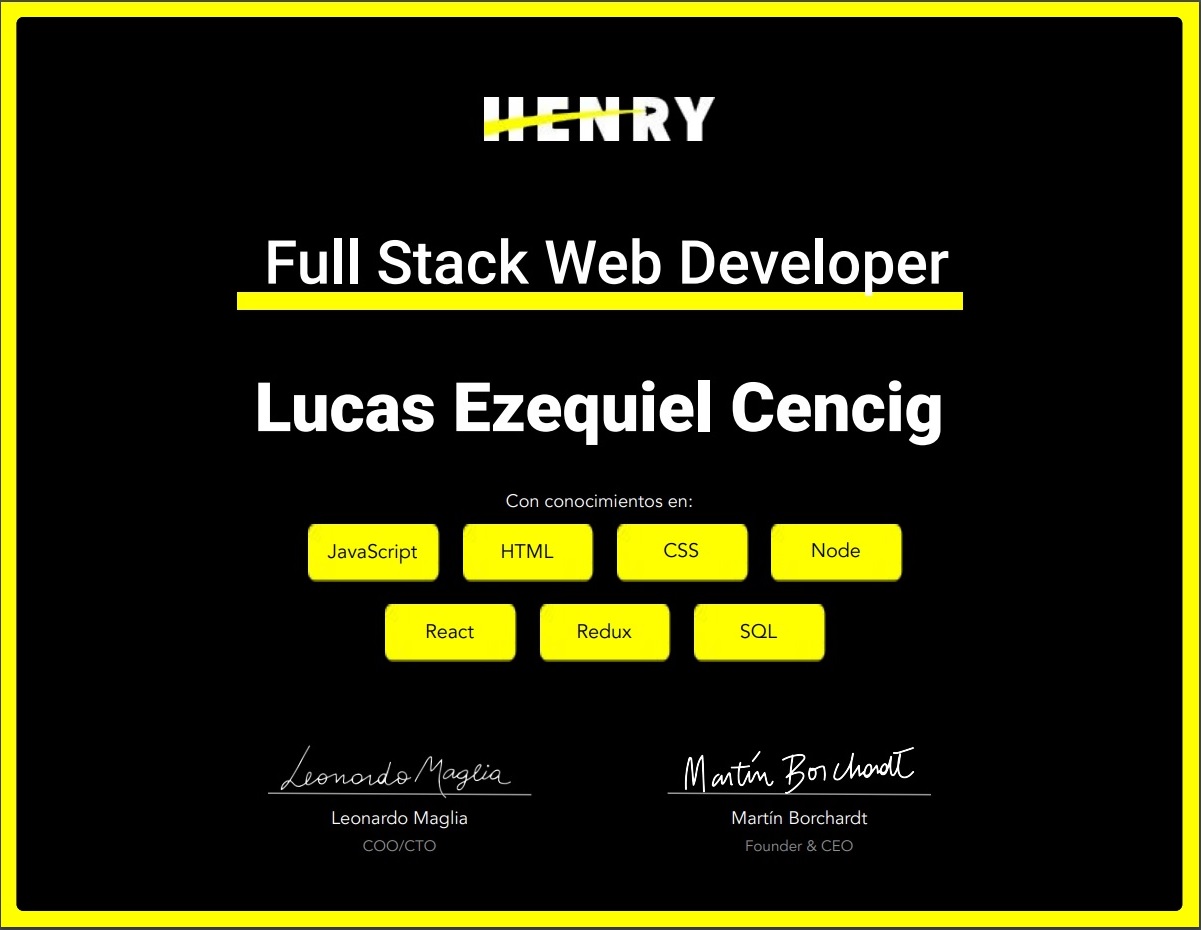 HENRY
Full Stack Web Developer
Lucas Ezequiel Cencig
Con conocimientos en:
JavaScript HTML CSS Node
React Redux SQL
Leonardo Maglia Martín Borchardt
Leonardo Maglia Martín Borchardt
COO/CTO Founder & CEO